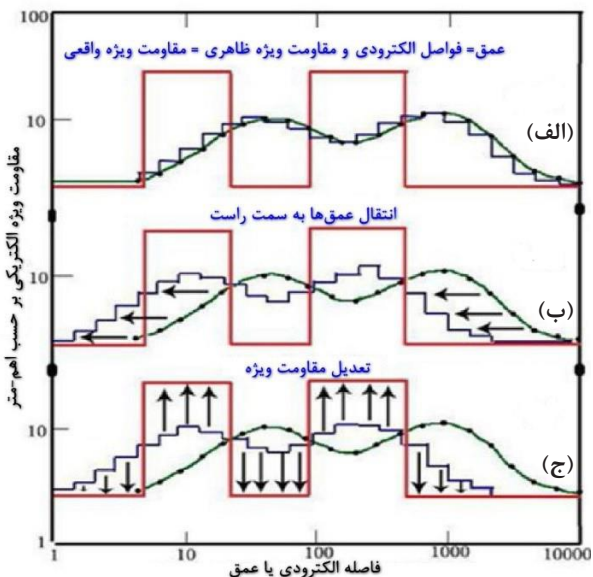 100
عمق= فواصل الکترودی و مقاومت ویژه ظاهری = مقاومت ویژه واقعی
10
(الف)
انتقال عمق‌ها به سمت راست
10
(ب)
تعدیل مقاومت ویژه
10
(ج)
1
مقاومت ویژه الکتریکی بر حسب اهم-متر
1 10 100 1000 10000
فاصله الکترودی یا عمق